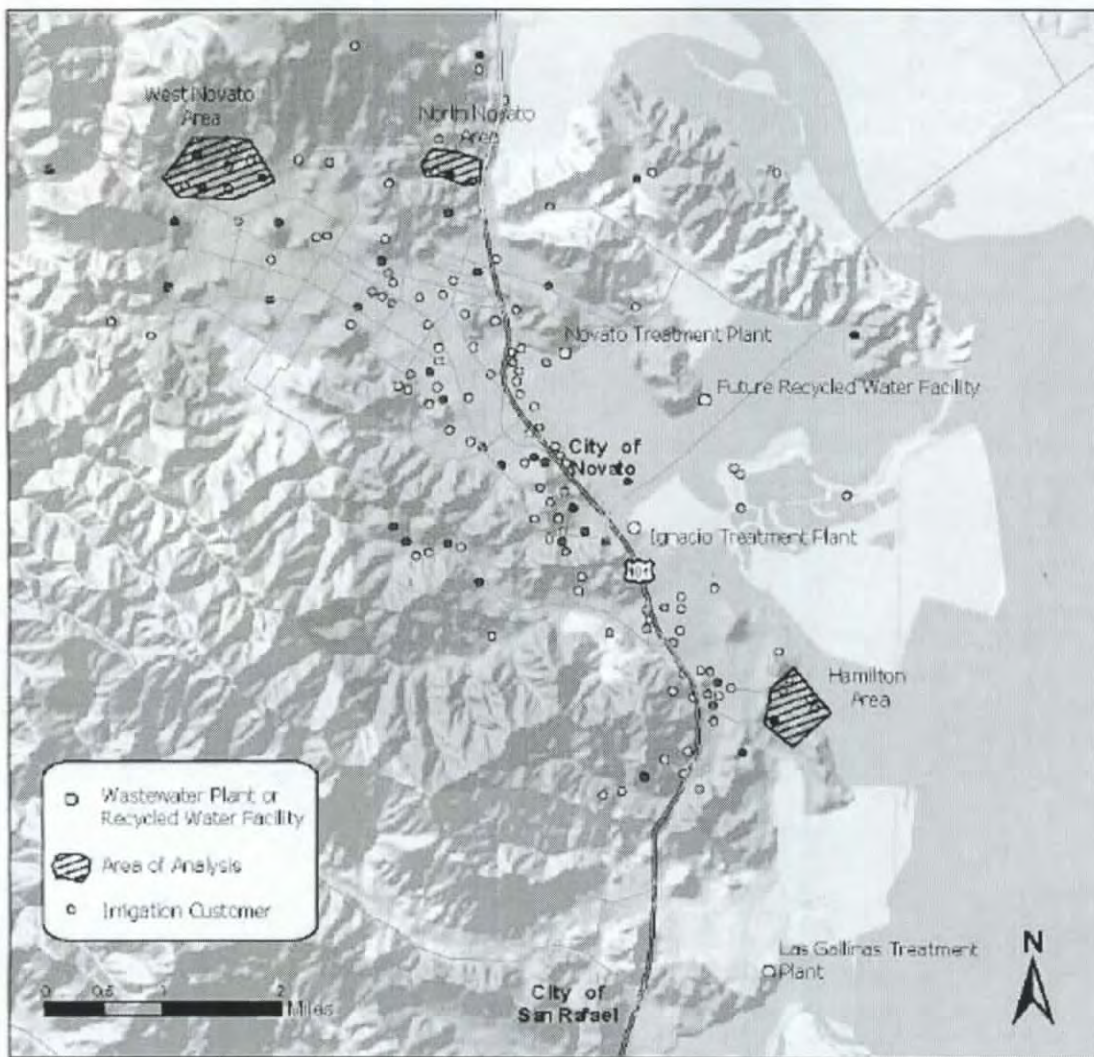 West Novato
Area
North Novato
Area
Novato Treatment Plant
Future Recycled Water Facility
City of
Novato
Ignacio Treatment Plant
101
Hamilton
Area
Wastewater Plant or
Recycled Water Facility
Area of Analysis
Irrigation Customer
Las Gallinas Treatment
Plant
N
0 0.5 1 2
Miles
City of
San Rafael